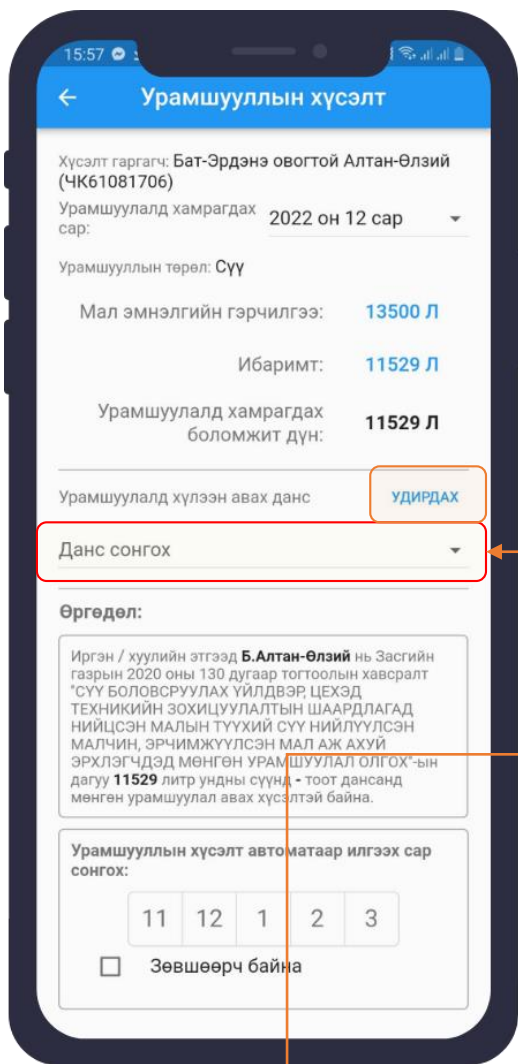 15:57
Урамшууллын хүсэлт
Хүсэлт гаргагч: Бат-Эрдэнэ овогтой Алтан-Өлзий
(ЧК61081706)
Урамшуулалд хамрагдах
сар:
2022 он 12 сар
Урамшууллын төрөл: Сүү
Мал эмнэлгийн гэрчилгээ: 13500 Л
Ибаримт: 11529 Л
Урамшуулалд хамрагдах
боломжит дүн:
11529 Л
Урамшуулалд хүлээн авах данс УДИРДАХ
Данс сонгох
Өргөдөл:
Иргэн / хуулийн этгээд Б.Алтан-Өлзий нь Засгийн
газрын 2020 оны 130 дугаар тогтоолын хавсралт
"СҮҮ БОЛОВСРУУЛАХ ҮЙЛДВЭР, ЦЕХЭД
ТЕХНИКИЙН ЗОХИЦУУЛАЛТЫН ШААРДЛАГАД
НИЙЦСЭН МАЛЫН ТҮҮХИЙ СҮҮ НИЙЛҮҮЛСЭН
МАЛЧИН, ЭРЧИМЖҮҮЛСЭН МАЛ АЖ АХУЙ
ЭРХЛЭГЧДЭД МӨНГӨН УРАМШУУЛАЛ ОЛГОХ"-ын
дагуу 11529 литр ундны сүүнд - тоот дансанд
мөнгөн урамшуулал авах хүсэлтэй байна.
Урамшууллын хүсэлт автоматаар илгээх сар
сонгох:
11 12 1 2 3
Зөвшөөрч байна